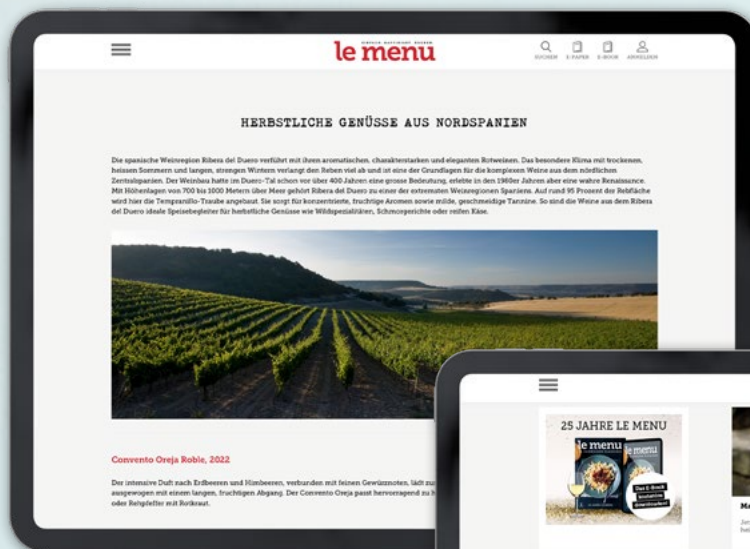 EINFACH. RAFFINIERT. KOCHEN.
le menu
SUCHEN E-PAPER E-BOOK ANMELDEN
HERBSTLICHE GENÜSSE AUS NORDSPANIEN
Die spanische Weinregion Ribera del Duero verführt mit ihren aromatischen, charakterstarken und eleganten Rotweinen. Das besondere Klima mit trockenen,
heissen Sommern und langen, strengen Wintern verlangt den Reben viel ab und ist eine der Grundlagen für die komplexen Weine aus dem nördlichen
Zentralspanien. Der Weinbau hatte im Duero-Tal schon vor über 400 Jahren eine grosse Bedeutung, erlebte in den 1980er Jahren aber eine wahre Renaissance.
Mit Höhenlagen von 700 bis 1000 Metern über Meer gehört Ribera del Duero zu einer der extremsten Weinregionen Spaniens. Auf rund 95 Prozent der Rebfläche
wird hier die Tempranillo-Traube angebaut. Sie sorgt für konzentrierte, fruchtige Aromen sowie milde, geschmeidige Tannine. So sind die Weine aus dem Ribera
del Duero ideale Speisebegleiter für herbstliche Genüsse wie Wildspezialitäten, Schmorgerichte oder reifen Käse.
Convento Oreja Roble, 2022
Der intensive Duft nach Erdbeeren und Himbeeren, verbunden mit feinen Gewürznoten, lädt
ausgewogen mit einem langen, fruchtigen Abgang. Der Convento Oreja passt hervorragend zu
oder Rehpfeffer mit Rotkraut.
25 JAHRE LE MENU
le menu
le menu
Das E-Book
kostenlos
downloaden!